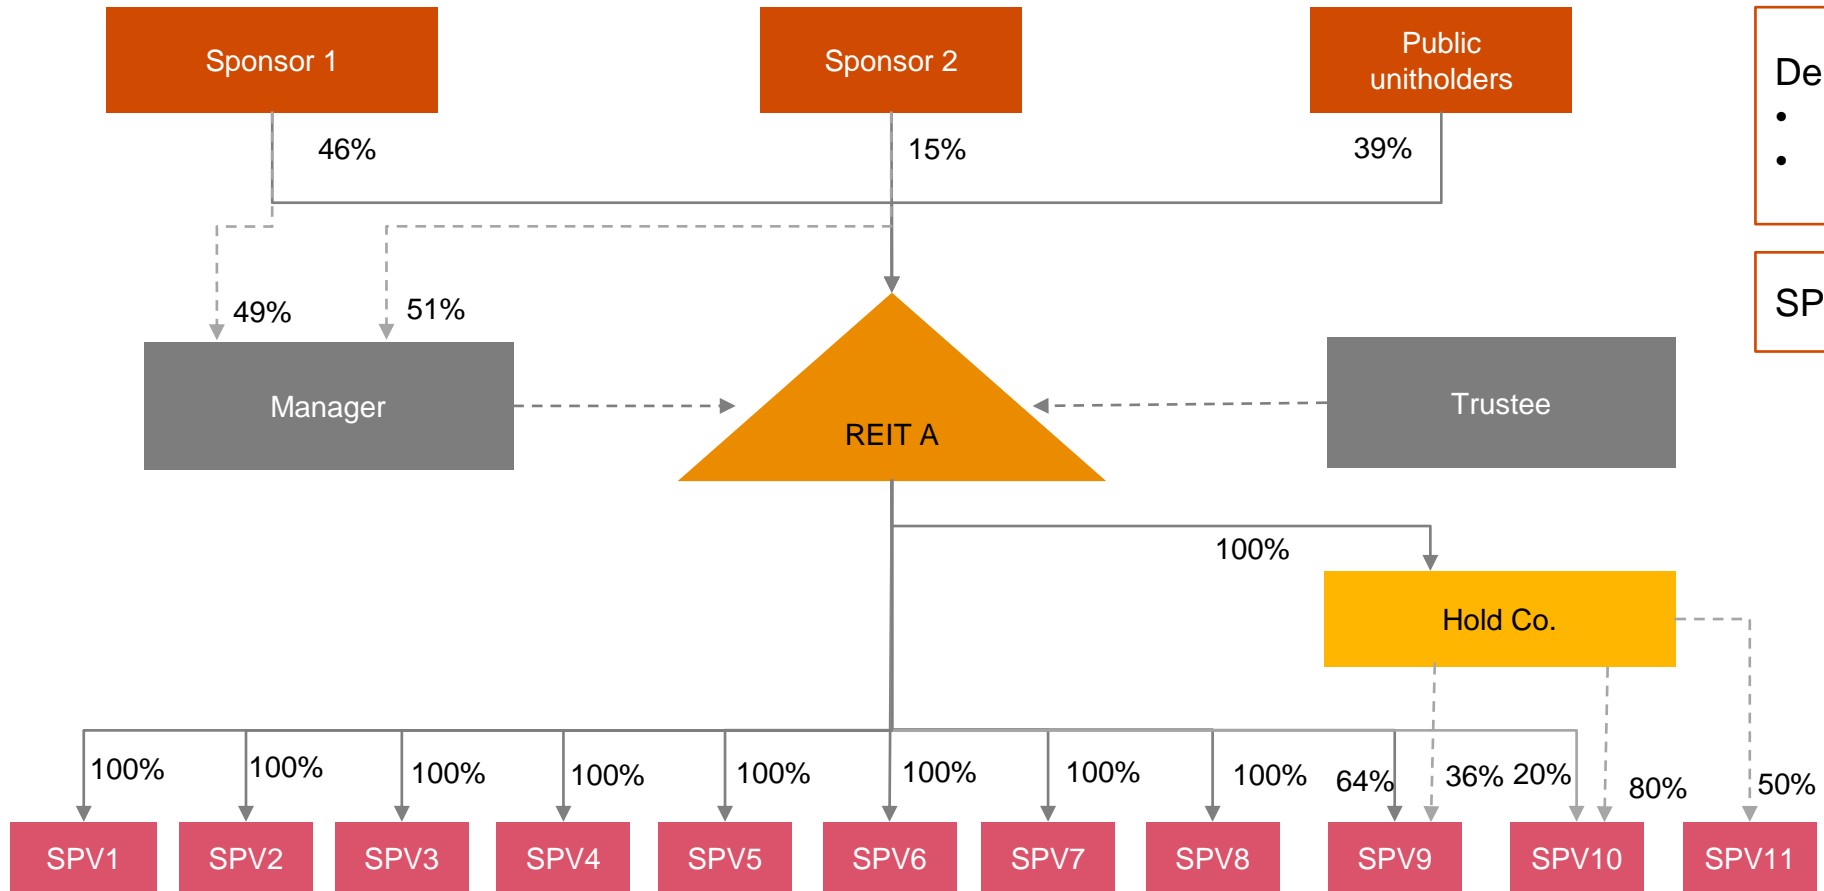 Sponsor 1
Sponsor 2
Public
unitholders
46%
15%
39%
49%
51%
Manager
REIT A
Trustee
100%
Hold Co.
100%
100%
100%
100%
100%
100%
100%
100%
64%
36%
20%
80%
50%
SPV1
SPV2
SPV3
SPV4
SPV5
SPV6
SPV7
SPV8
SPV9
SPV10
SPV11